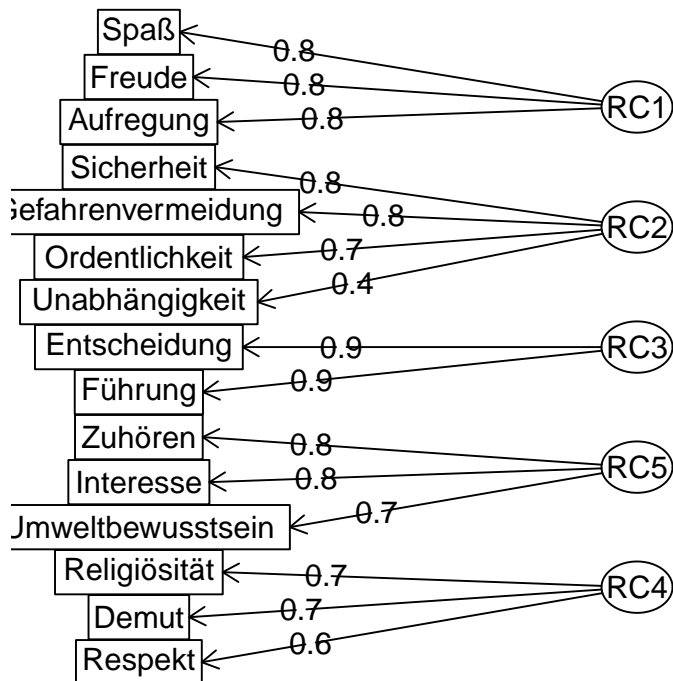 Spaß
0.8
Freude
0.8
RC1
Aufregung
0.8
Sicherheit
0.8
Gefahrenvermeidung
0.8
RC2
Ordentlichkeit
0.7
Unabhängigkeit
0.4
Entscheidung
0.9
RC3
Führung
0.9
Zuhören
0.8
RC5
Interesse
0.8
Umweltbewusstsein
0.7
Religiösität
0.7
RC4
Demut
0.7
Respekt
0.6